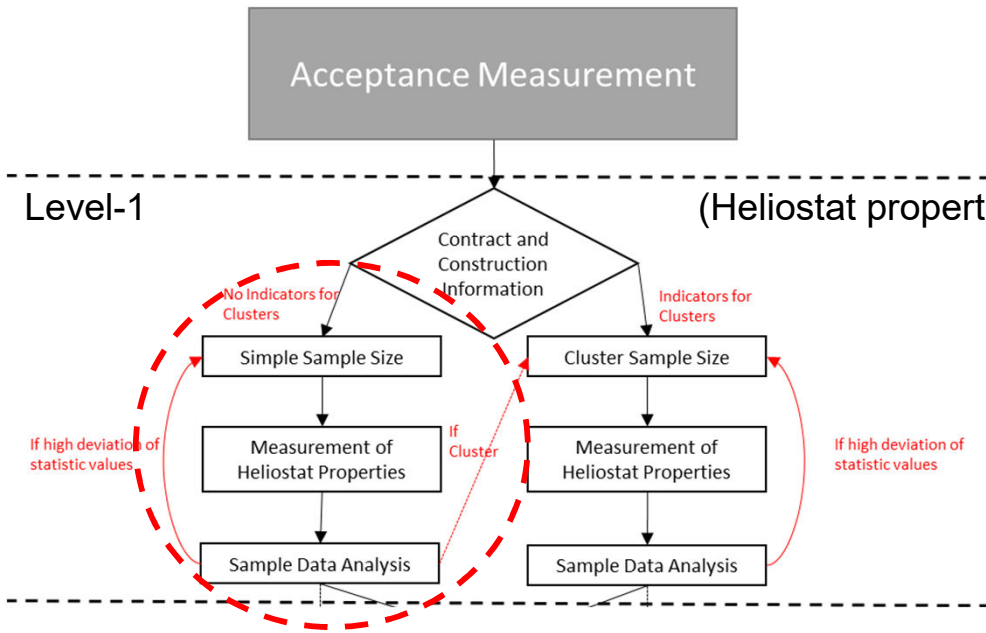 Acceptance Measurement
Level-1
(Heliostat propert
Contract and
Construction
Information
No Indicators for
Clusters
Indicators for
Clusters
Simple Sample Size
Cluster Sample Size
If high deviation of
statistic values
Measurement of
Heliostat Properties
If
Cluster
Measurement of
Heliostat Properties
If high deviation of
statistic values
Sample Data Analysis
Sample Data Analysis